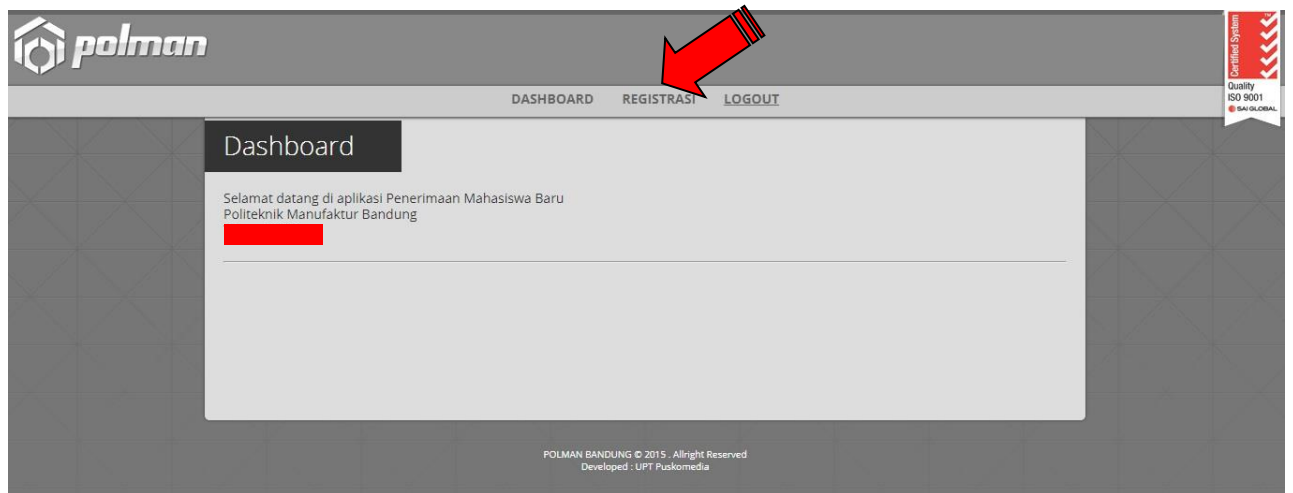 polman
Certified System
Quality
ISO 9001
SAI GLOBAL
DASHBOARD REGISTRASI LOGOUT
Dashboard
Selamat datang di aplikasi Penerimaan Mahasiswa Baru
Politeknik Manufaktur Bandung
POLMAN BANDUNG © 2015 . Allright Reserved
Developed : UPT Puskomedia